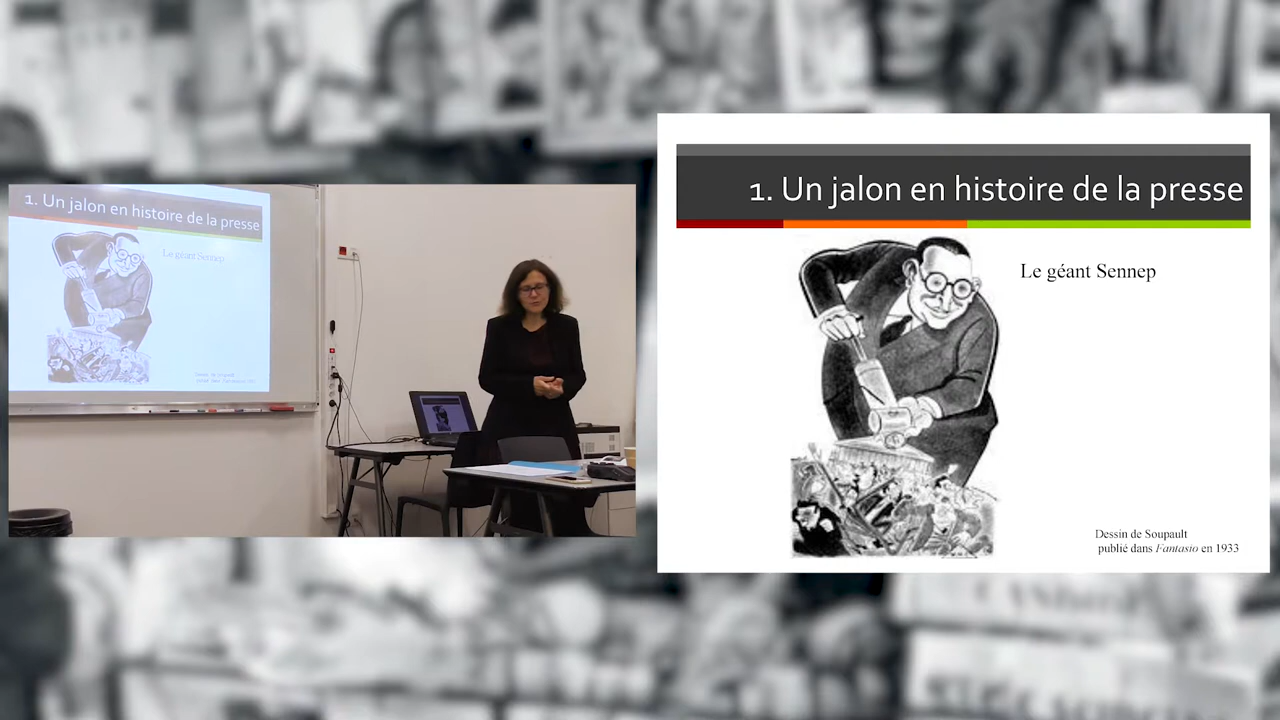 1. Un jalon en histoire de la presse
Le géant Sennep
1. Un jalon en histoire de la presse
Le géant Sennep
Dessin de Soupault
publié dans Fantasio en 1933